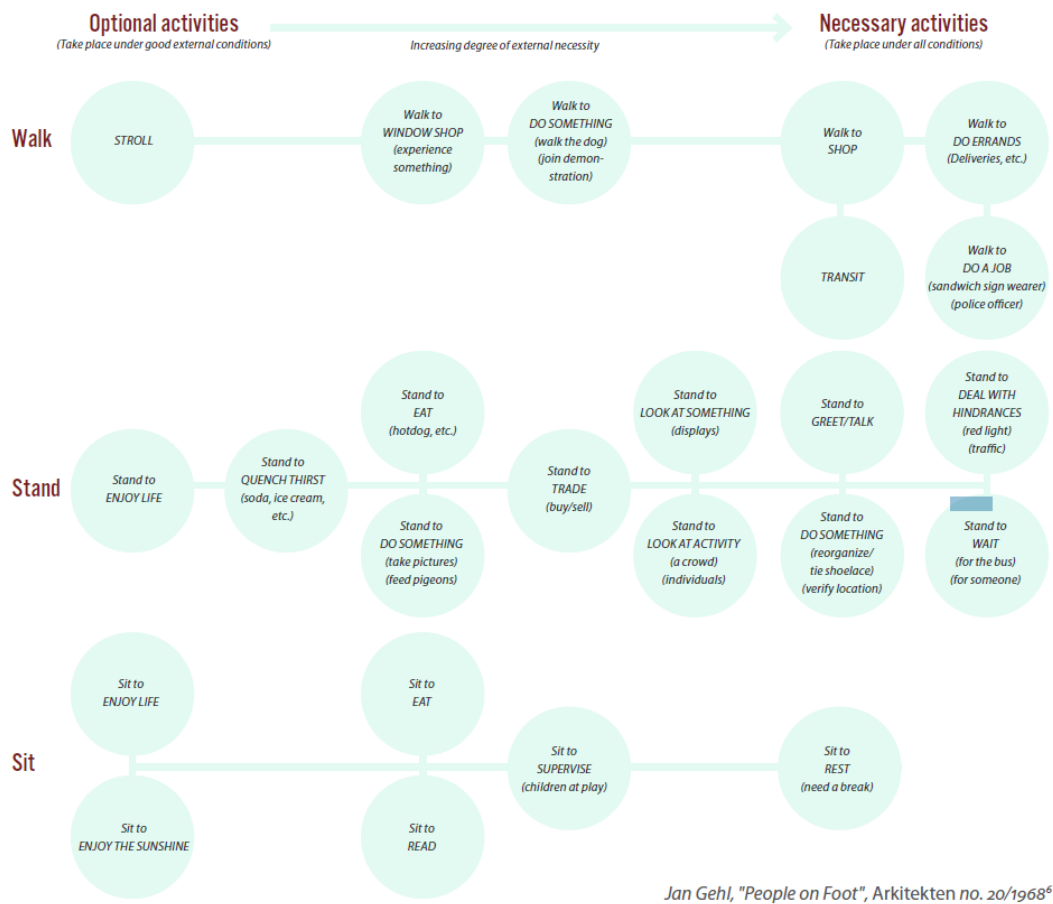 Optional activities
(Take place under good external conditions)
Increasing degree of external necessity
Necessary activities
(Take place under all conditions)
Walk
STROLL
Walk to
WINDOW SHOP
(experience
something)
Walk to
DO SOMETHING
(walk the dog)
(join demon-
stration)
Walk to
SHOP
Walk to
DO ERRANDS
(Deliveries, etc.)
TRANSIT
Walk to
DO A JOB
(sandwich sign wearer)
(police officer)
Stand
Stand to
ENJOY LIFE
Stand to
QUENCH THIRST
(soda, ice cream,
etc.)
Stand to
EAT
(hotdog, etc.)
Stand to
DO SOMETHING
(take pictures)
(feed pigeons)
Stand to
TRADE
(buy/sell)
Stand to
LOOK AT SOMETHING
(displays)
Stand to
LOOK AT ACTIVITY
(a crowd)
(individuals)
Stand to
GREET/TALK
Stand to
DO SOMETHING
(reorganize/
tie shoelace)
(verify location)
Stand to
DEAL WITH
HINDRANCES
(red light)
(traffic)
Stand to
WAIT
(for the bus)
(for someone)
Sit
Sit to
ENJOY LIFE
Sit to
ENJOY THE SUNSHINE
Sit to
EAT
Sit to
READ
Sit to
SUPERVISE
(children at play)
Sit to
REST
(need a break)
Jan Gehl, "People on Foot", Arkitekten no. 20/1968⁶